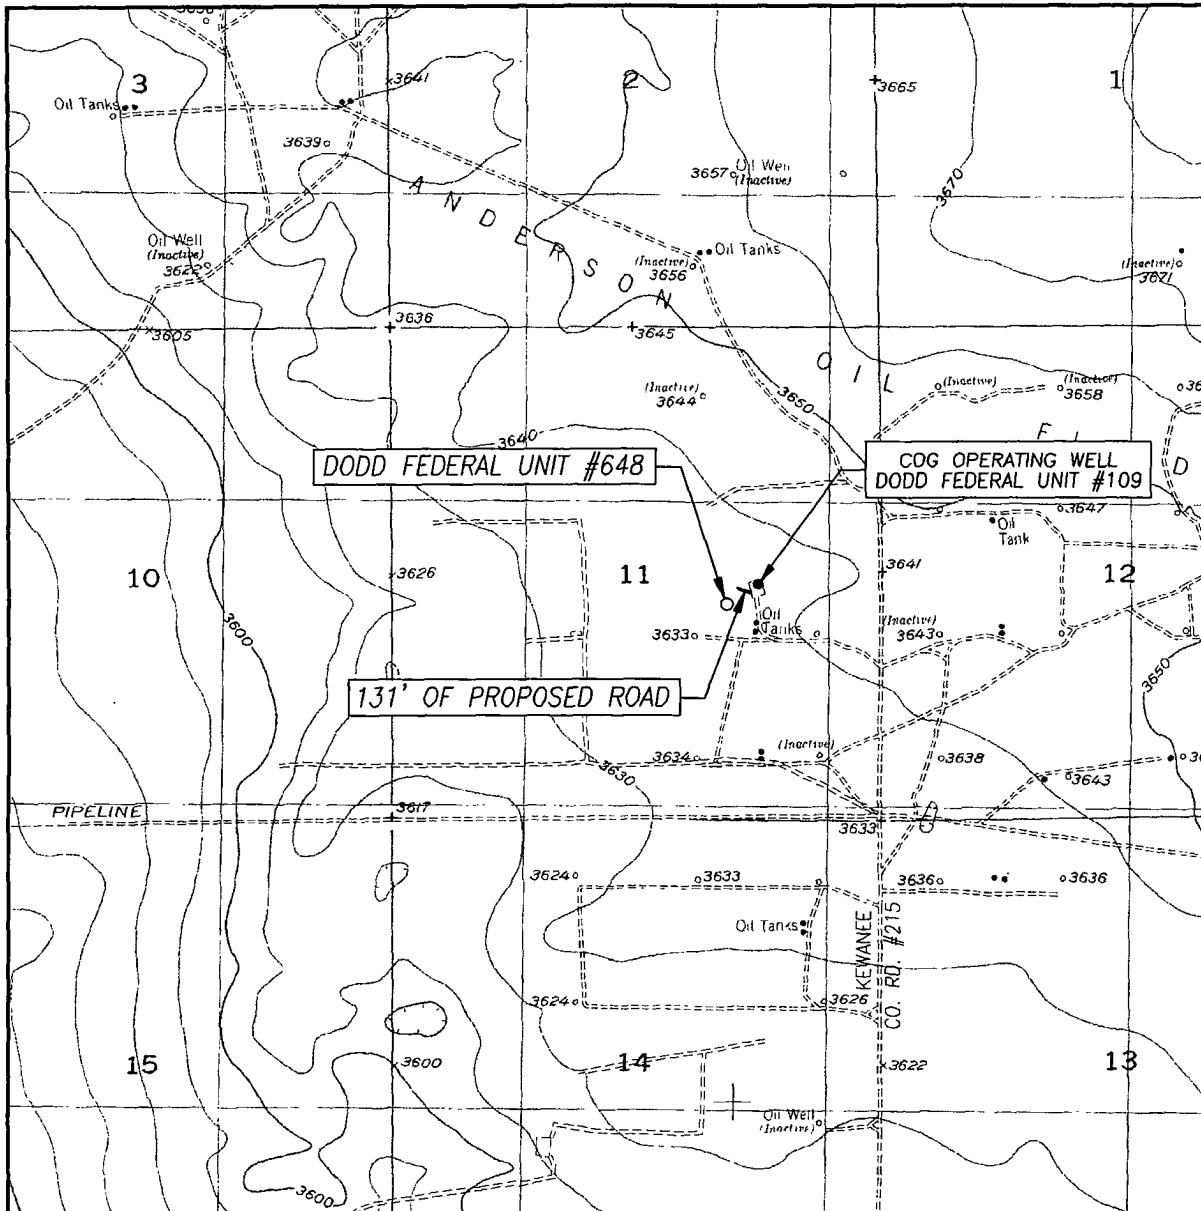 3
2
1
3641
3665
Oil Tanks
3639
3657
Oil Well
(Inactive)
3670
ANDERSON
Oil Well
(Inactive)
3622
Oil Tanks
(Inactive)
3656
(Inactive)
3671
3605
3636
3645
OIL
(Inactive)
3644
3650
(Inactive)
(Inactive)
3658
3640
DODD FEDERAL UNIT #648
COG OPERATING WELL
DODD FEDERAL UNIT #109
D
3647
Oil
Tank
10
3626
11
3641
12
3600
Oil
Tanks
3633
(Inactive)
3643
3650
131' OF PROPOSED ROAD
(Inactive)
3634
3638
3630
3643
PIPELINE
3617
3633
3624
3633
3636
3636
Oil Tanks
KEWANEE
CO. RD. #215
3624
3626
15
3600
14
3622
13
Oil Well
(Inactive)
3600